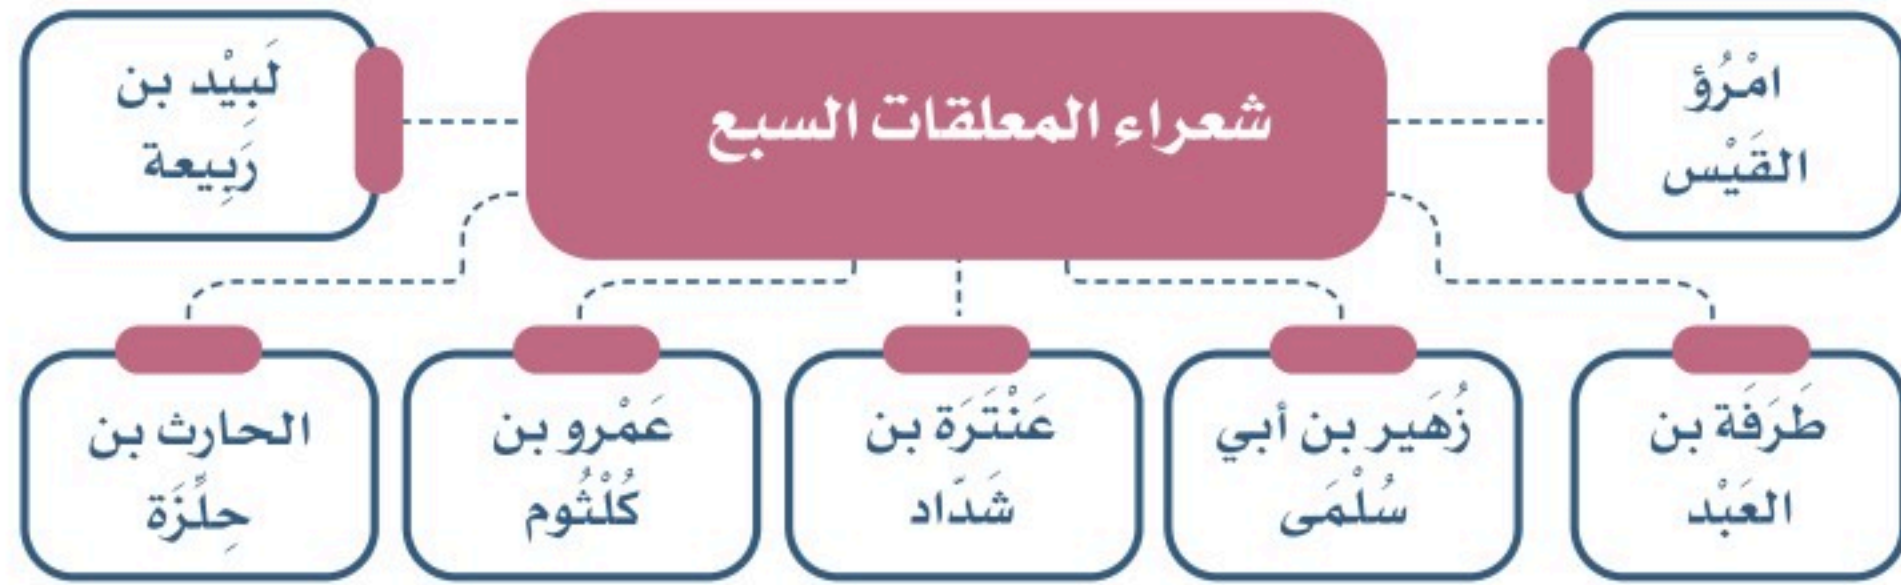 شعراء المعلقات السبع
امْرُؤ
القَيْس
طَرَفَة بن
العَبْد
زُهَير بن أبي
سُلْمَى
عَنْتَرَة بن
شَدّاد
عَمْرو بن
كُلْثُوم
الحارث بن
حِلِّزَة
لَبِيْد بن
رَبِيعة